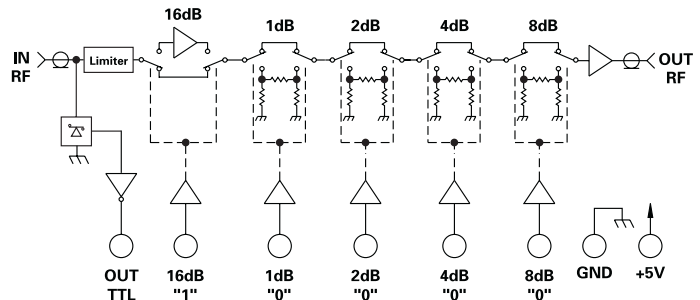 16dB 1dB 2dB 4dB 8dB
IN
RF
Limiter
OUT
RF
OUT
TTL
16dB
"1"
1dB
"0"
2dB
"0"
4dB
"0"
8dB
"0"
GND
+5V